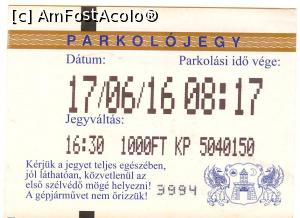 [c] AmFostAcolo®
PARKOLÓJEGY
Dátum: Parkolási idő vége:
17/06/16 08:17
Jegyváltás:
16:30 1000FT KP 5040150
Kérjük a jegyet teljes egészében,
jól láthatóan, közvetlenül az
első szélvédő mögé helyezni!
A gépjárművet nem őrizzük!
3994